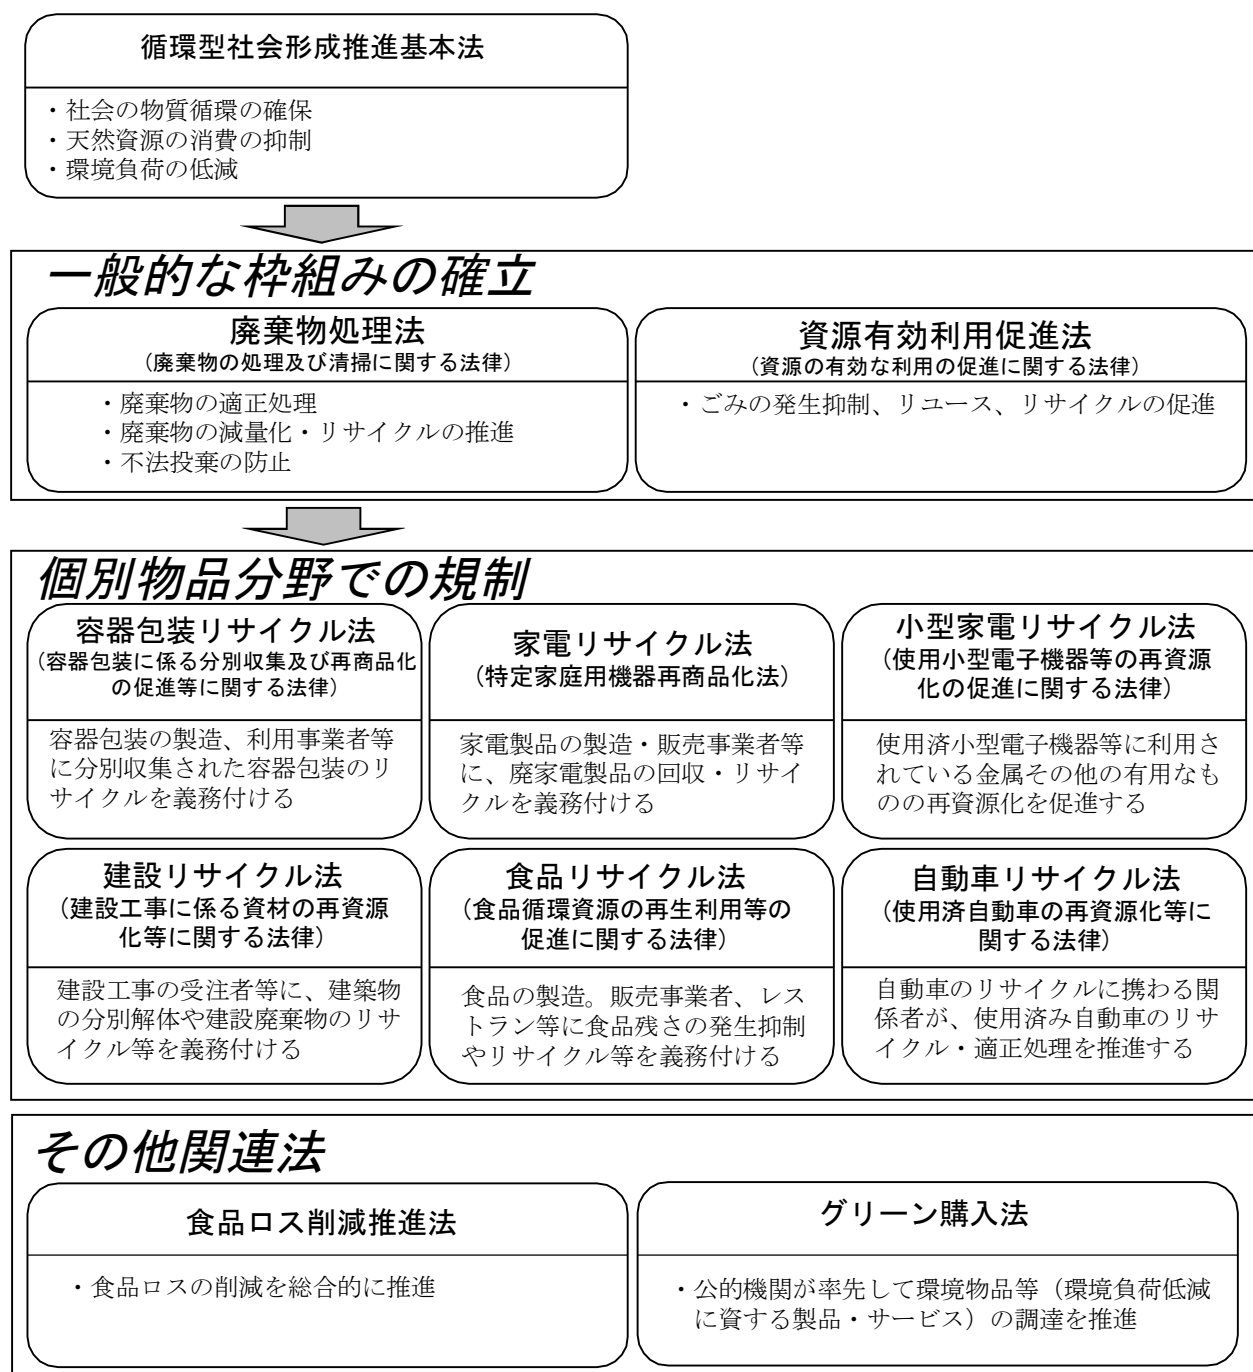 循環型社会形成推進基本法
・社会の物質循環の確保
・天然資源の消費の抑制
・環境負荷の低減
一般的な枠組みの確立
廃棄物処理法
（廃棄物の処理及び清掃に関する法律）
・廃棄物の適正処理
・廃棄物の減量化・リサイクルの推進
・不法投棄の防止
資源有効利用促進法
（資源の有効な利用の促進に関する法律）
・ごみの発生抑制、リユース、リサイクルの促進
個別物品分野での規制
容器包装リサイクル法
（容器包装に係る分別収集及び再商品化
の促進等に関する法律）
容器包装の製造、利用事業者等
に分別収集された容器包装のリ
サイクルを義務付ける
家電リサイクル法
（特定家庭用機器再商品化法）
家電製品の製造・販売事業者等
に、廃家電製品の回収・リサイ
クルを義務付ける
小型家電リサイクル法
（使用小型電子機器等の再資源
化の促進に関する法律）
使用済小型電子機器等に利用さ
れている金属その他の有用なも
のの再資源化を促進する
建設リサイクル法
（建設工事に係る資材の再資源
化等に関する法律）
建設工事の受注者等に、建築物
の分別解体や建設廃棄物のリサ
イクル等を義務付ける
食品リサイクル法
（食品循環資源の再生利用等の
促進に関する法律）
食品の製造。販売事業者、レス
トラン等に食品残さの発生抑制
やリサイクル等を義務付ける
自動車リサイクル法
（使用済自動車の再資源化等に
関する法律）
自動車のリサイクルに携わる関
係者が、使用済み自動車のリサ
イクル・適正処理を推進する
その他関連法
食品ロス削減推進法
・食品ロスの削減を総合的に推進
グリーン購入法
・公的機関が率先して環境物品等（環境負荷低減
に資する製品・サービス）の調達を推進